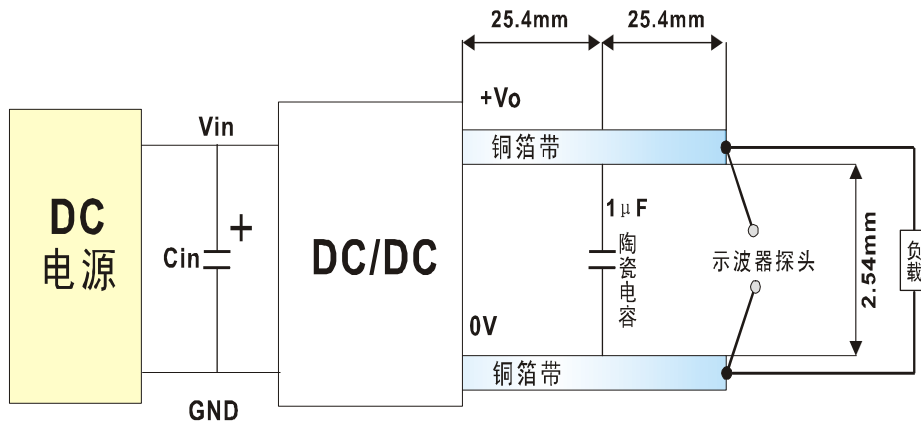 25.4mm
25.4mm
+Vo
铜箔带
Vin
DC
电源
Cin
+
DC/DC
1μF
陶瓷电容
示波器探头
2.54mm
负载
0V
铜箔带
GND